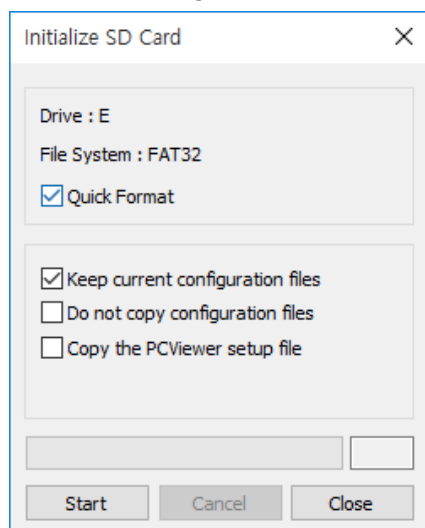 Initialize SD Card
Drive : E
File System : FAT32
Quick Format
Keep current configuration files
Do not copy configuration files
Copy the PCViewer setup file
Start Cancel Close